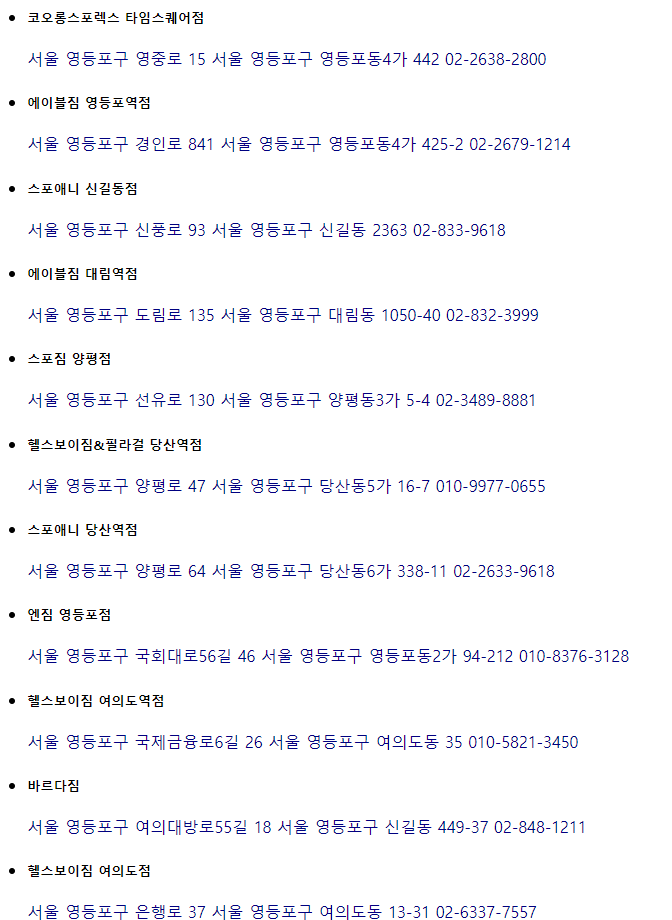 코오롱스포렉스 타임스퀘어점
서울 영등포구 영중로 15 서울 영등포구 영등포동4가 442 02-2638-2800
에이블짐 영등포역점
서울 영등포구 경인로 841 서울 영등포구 영등포동4가 425-2 02-2679-1214
스포애니 신길동점
서울 영등포구 신풍로 93 서울 영등포구 신길동 2363 02-833-9618
에이블짐 대림역점
서울 영등포구 도림로 135 서울 영등포구 대림동 1050-40 02-832-3999
스포짐 양평점
서울 영등포구 선유로 130 서울 영등포구 양평동3가 5-4 02-3489-8881
헬스보이짐&필라걸 당산역점
서울 영등포구 양평로 47 서울 영등포구 당산동5가 16-7 010-9977-0655
스포애니 당산역점
서울 영등포구 양평로 64 서울 영등포구 당산동6가 338-11 02-2633-9618
엔짐 영등포점
서울 영등포구 국회대로56길 46 서울 영등포구 영등포동2가 94-212 010-8376-3128
헬스보이짐 여의도역점
서울 영등포구 국제금융로6길 26 서울 영등포구 여의도동 35 010-5821-3450
바르다짐
서울 영등포구 여의대방로55길 18 서울 영등포구 신길동 449-37 02-848-1211
헬스보이짐 여의도점
서울 영등포구 은행로 37 서울 영등포구 여의도동 13-31 02-6337-7557